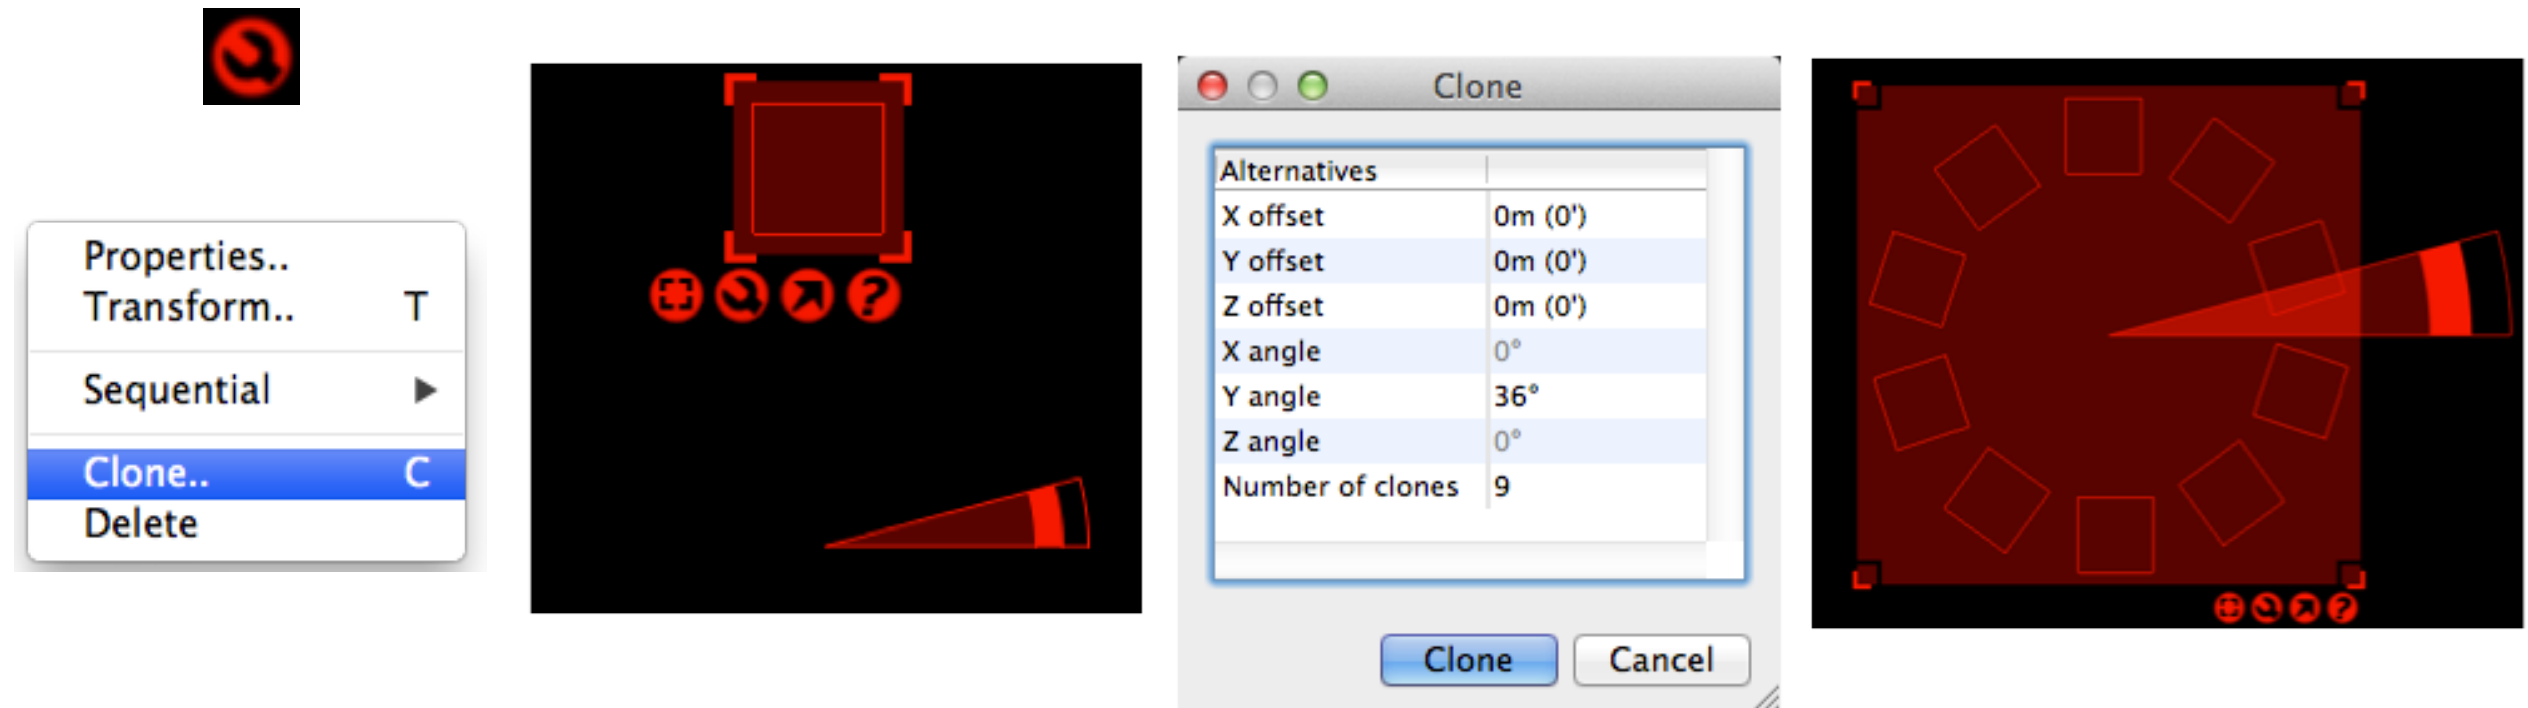 Properties..
Transform.. T
Sequential ▶
Clone.. C
Delete
?
Clone
Alternatives
X offset 0m (0')
Y offset 0m (0')
Z offset 0m (0')
X angle 0°
Y angle 36°
Z angle 0°
Number of clones 9
Clone Cancel
?